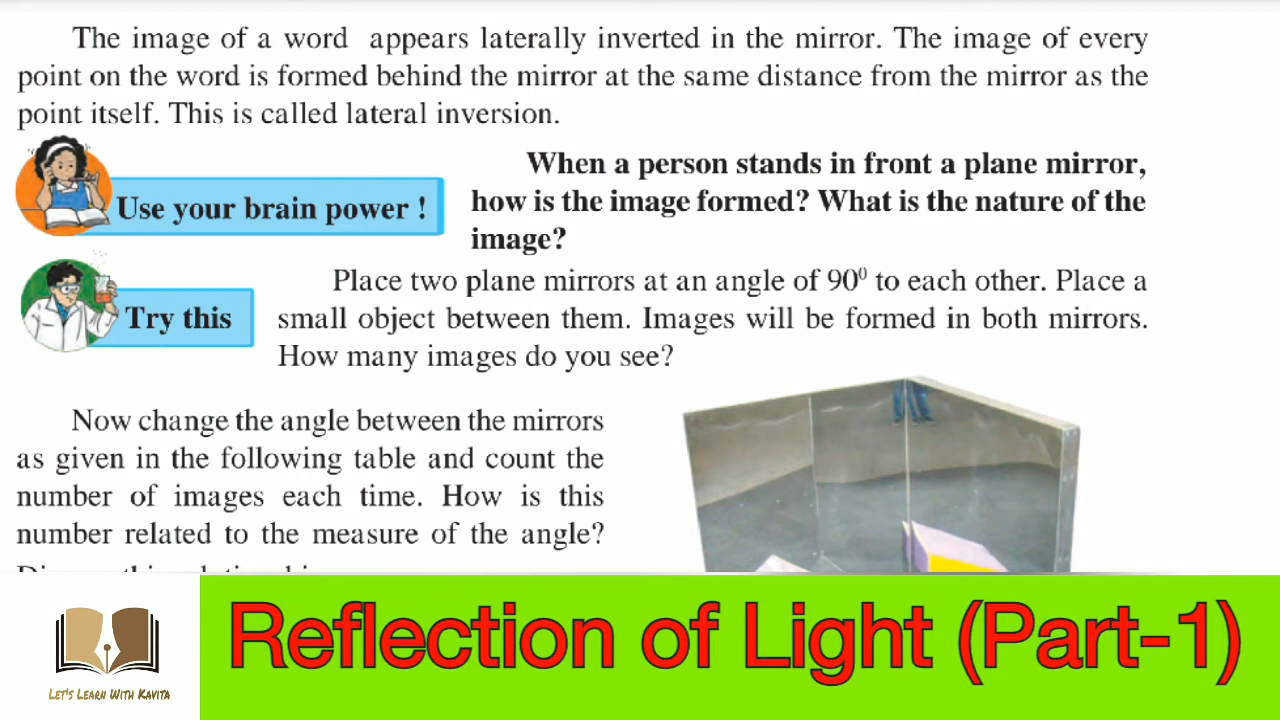 The image of a word appears laterally inverted in the mirror. The image of every
point on the word is formed behind the mirror at the same distance from the mirror as the
point itself. This is called lateral inversion.
Use your brain power !
When a person stands in front a plane mirror,
how is the image formed? What is the nature of the
image?
Try this
Place two plane mirrors at an angle of 90⁰ to each other. Place a
small object between them. Images will be formed in both mirrors.
How many images do you see?
Now change the angle between the mirrors
as given in the following table and count the
number of images each time. How is this
number related to the measure of the angle?
LET'S LEARN WITH KAVITA
Reflection of Light (Part-1)